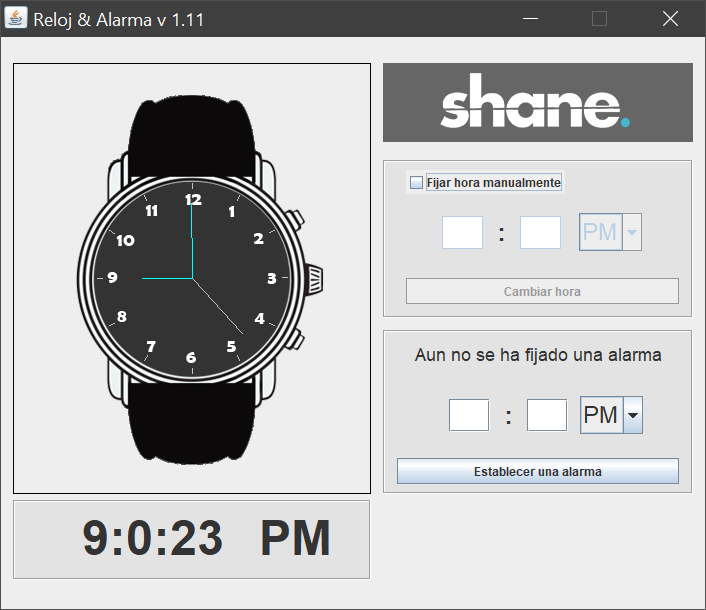 Reloj & Alarma v 1.11
12
11
1
10
2
9
3
8
4
7
5
6
9:0:23 PM
shane.
Fijar hora manualmente
: PM
Cambiar hora
Aun no se ha fijado una alarma
: PM
Establecer una alarma